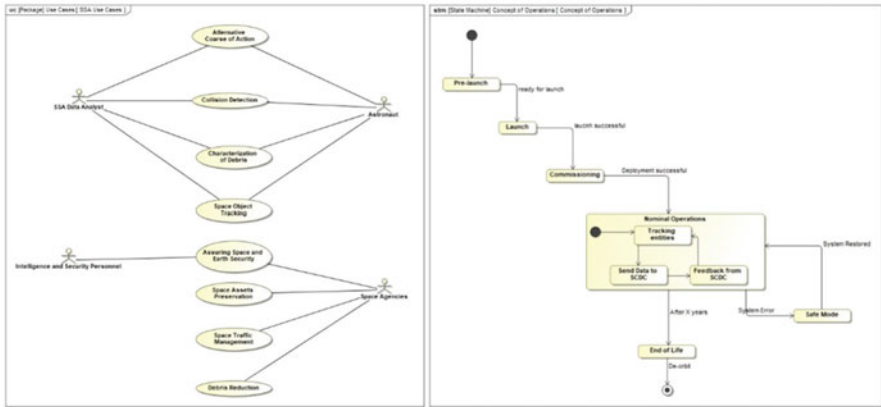 uc [Package] Use Cases [ SSA Use Cases ]
Alternative
Coarse of Action
SSA Data Analyst
Collision Detection
Astronaut
Characterization
of Debris
Space Object
Tracking
Intelligence and Security Personnel
Assuring Space and
Earth Security
Space Assets
Preservation
Space Agencies
Space Traffic
Management
Debris Reduction
stm [State Machine] Concept of Operations [ Concept of Operations ]
Pre-launch
ready for launch
Launch
laucnh successful
Commissioning
Deployment successful
Nominal Operations
Tracking
entities
Send Data to
SCDC
Feedback from
SCDC
System Restored
After X years
System Error
Safe Mode
End of Life
De-orbit